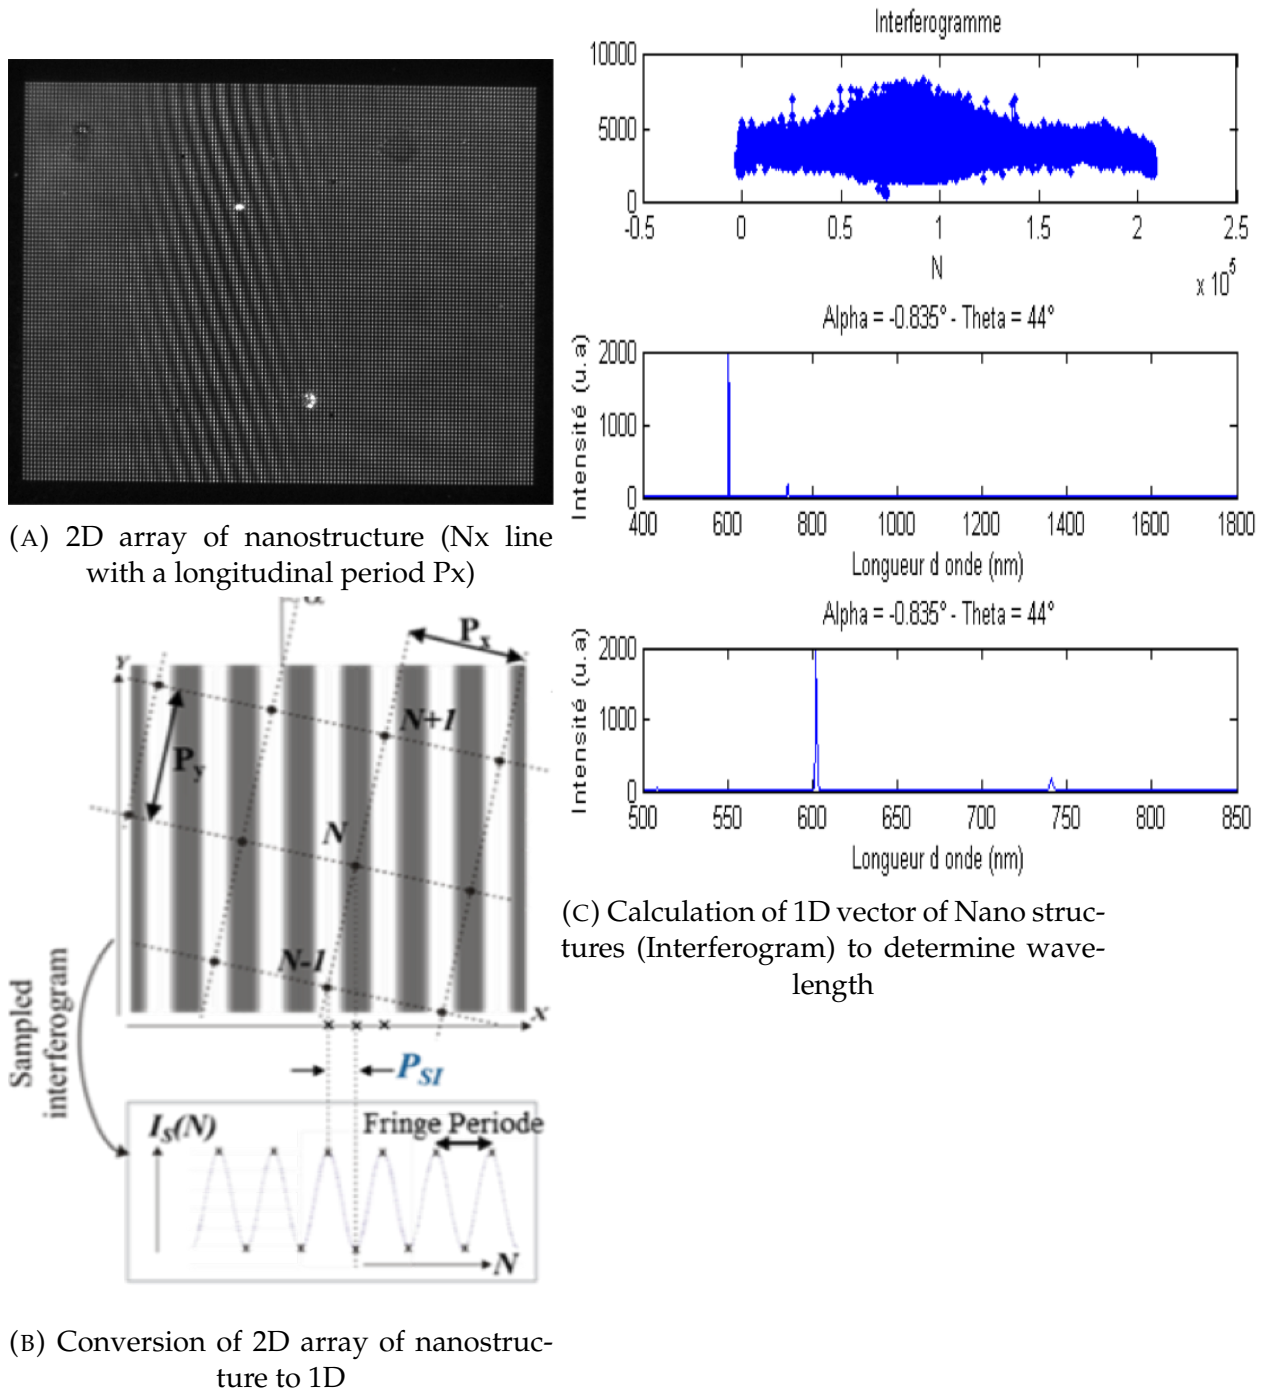 (A) 2D array of nanostructure (Nx line
with a longitudinal period Px)
α
Px
Y
N+1
Py
N
N-1
X
Sampled
interferogram
PSI
IS(N)
Fringe Periode
N
(B) Conversion of 2D array of nanostruc-
ture to 1D
Interferogramme
10000
5000
0
-0.5 0 0.5 1 1.5 2 2.5
N
x 10^5
Alpha = -0.835° - Theta = 44°
Intensité (u.a)
2000
1000
0
400 600 800 1000 1200 1400 1600 1800
Longueur d onde (nm)
Alpha = -0.835° - Theta = 44°
Intensité (u.a)
2000
1000
0
500 550 600 650 700 750 800 850
Longueur d onde (nm)
(C) Calculation of 1D vector of Nano struc-
tures (Interferogram) to determine wave-
length